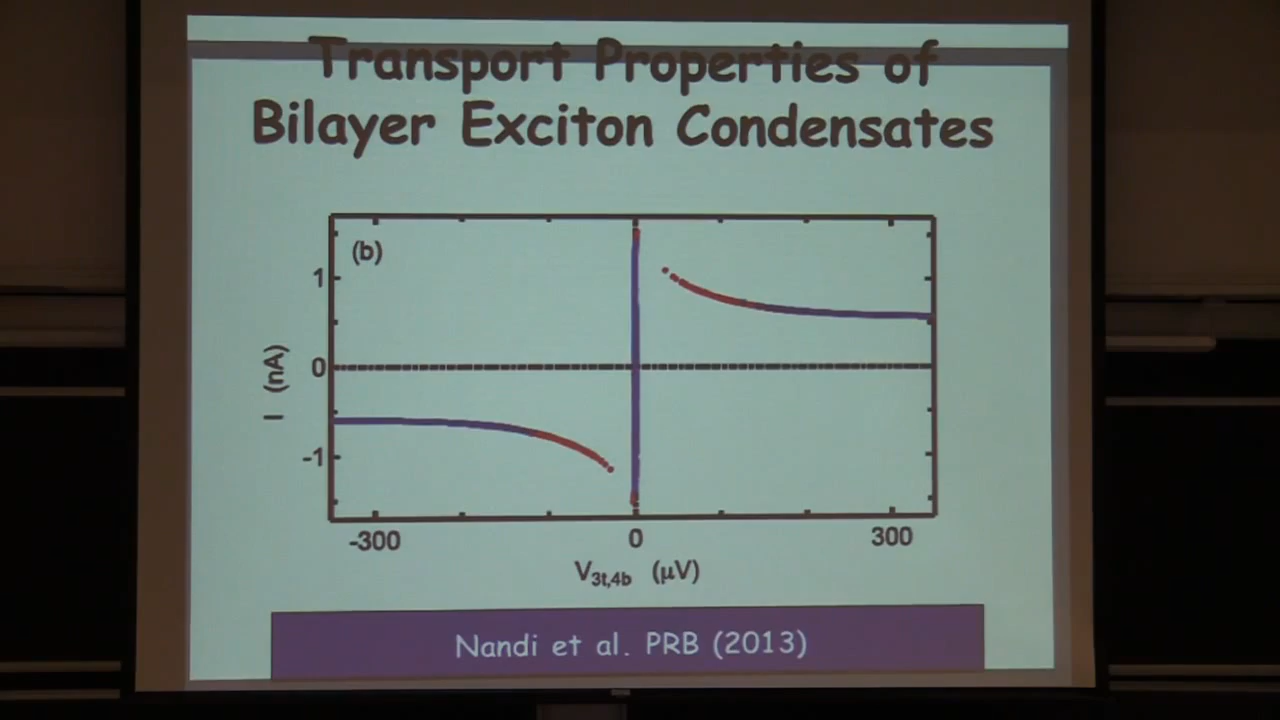 Transport Properties of
Bilayer Exciton Condensates
(b)
1
0
-1
I (nA)
-300
0
300
V3t,4b (μV)
Nandi et al. PRB (2013)